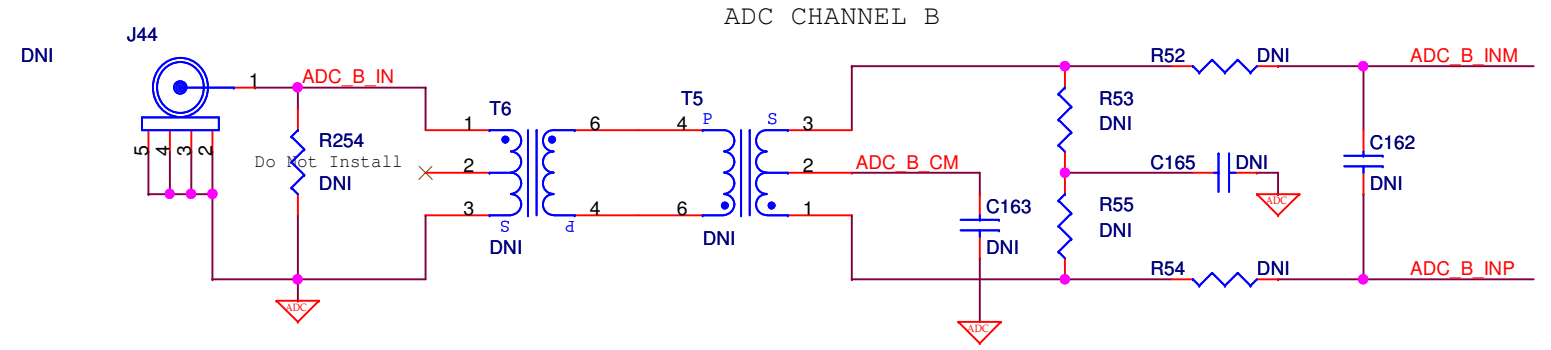 ADC CHANNEL B
J44
DNI
1
ADC_B_IN
5
4
3
2
R254
Do Not Install
DNI
T6
1
2
3
6
4
S
P
DNI
T5
P
S
4
6
3
2
1
DNI
ADC_B_CM
C163
DNI
R52
DNI
ADC_B_INM
R53
DNI
C165
DNI
C162
DNI
R55
DNI
R54
DNI
ADC_B_INP
ADC
ADC
ADC